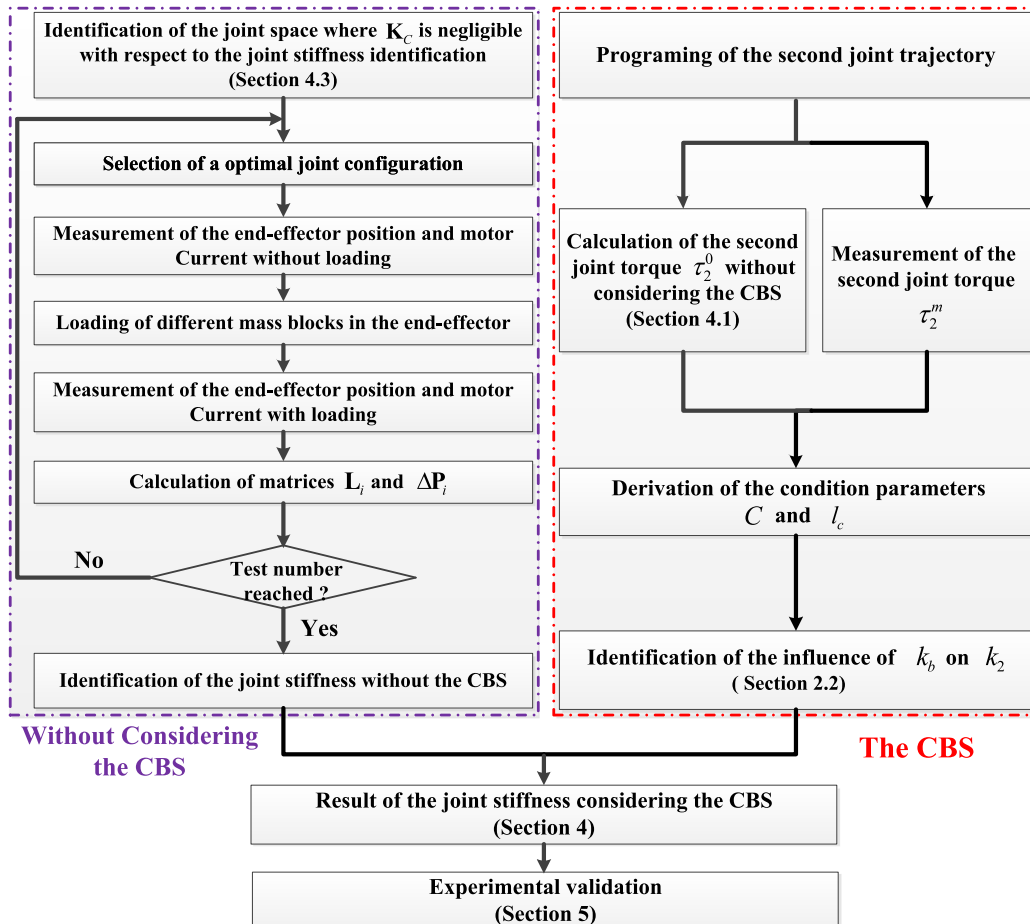 Identification of the joint space where K_C is negligible
with respect to the joint stiffness identification
(Section 4.3)
Selection of a optimal joint configuration
Measurement of the end-effector position and motor
Current without loading
Loading of different mass blocks in the end-effector
Measurement of the end-effector position and motor
Current with loading
Calculation of matrices L_i and ΔP_i
No
Test number
reached ?
Yes
Identification of the joint stiffness without the CBS
Without Considering
the CBS
Programing of the second joint trajectory
Calculation of the second
joint torque τ_2^0 without
considering the CBS
(Section 4.1)
Measurement of the
second joint torque
τ_2^m
Derivation of the condition parameters
C and l_c
Identification of the influence of k_b on k_2
( Section 2.2)
The CBS
Result of the joint stiffness considering the CBS
(Section 4)
Experimental validation
(Section 5)